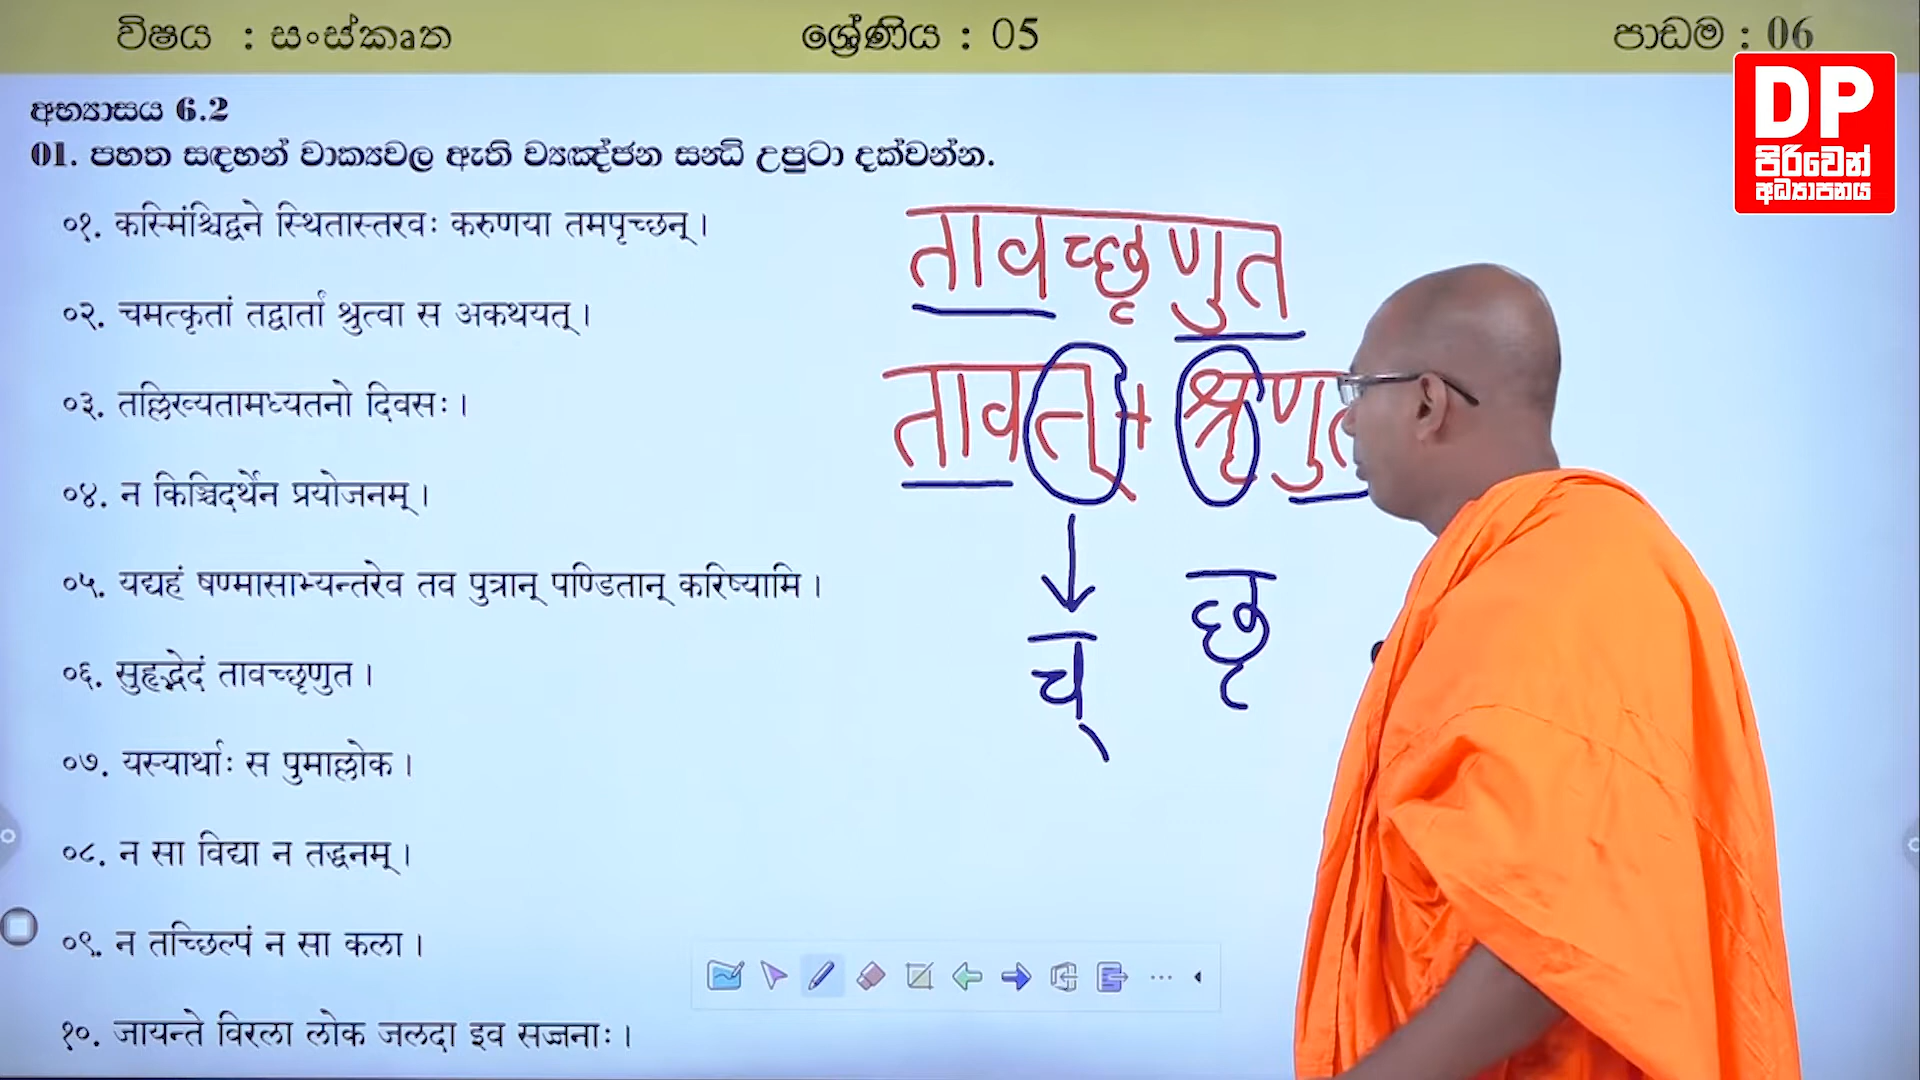 විෂය : සංස්කෘත ශ්‍රේණිය : 05 පාඩම : 06
DP
පිරිවෙන්
අධ්‍යාපනය
අභ්‍යාසය 6.2
01. පහත සඳහන් වාක්‍යවල ඇති ව්‍යඤ්ජන සන්ධි උපුටා දක්වන්න.
०१. कस्मिंश्चिद्वने स्थितास्तरवः करुणया तमपृच्छन्।
०२. चमत्कृतां तद्वार्तां श्रुत्वा स अकथयत्।
०३. तल्लिख्यतामध्यतनो दिवसः।
०४. न किञ्चिदर्थेन प्रयोजनम्।
०५. यद्यहं षण्मासाभ्यन्तरेव तव पुत्रान् पण्डितान् करिष्यामि।
०६. सुहृद्भेदं तावच्छृणुत।
०७. यस्यार्थाः स पुमाल्लोक।
०८. न सा विद्या न तद्धनम्।
०९. न तच्छिल्पं न सा कला।
१०. जायन्ते विरला लोक जलदा इव सज्जनाः।
तावच्छृणुत
तावत् + श्रृणुत
च् छृ